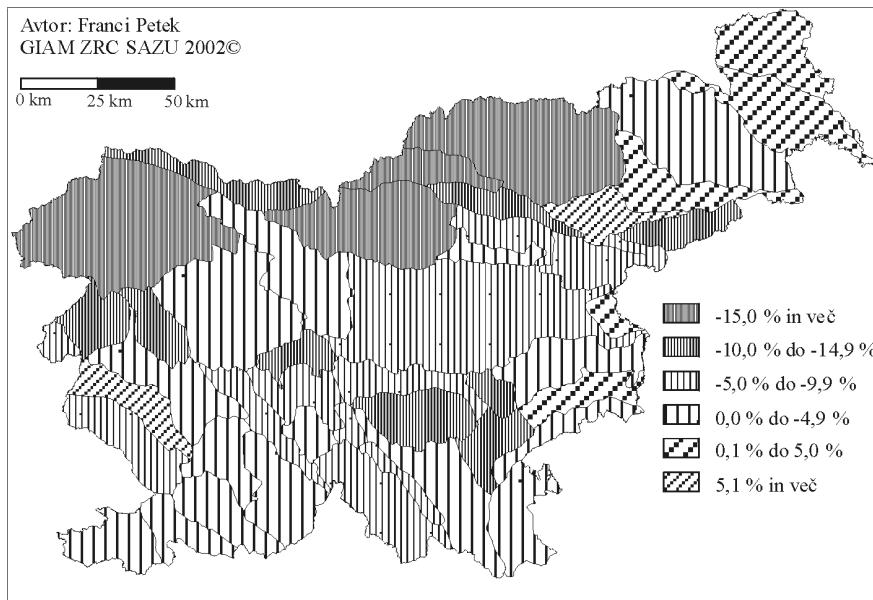 Avtor: Franci Petek
GIAM ZRC SAZU 2002©
0 km 25 km 50 km
-15,0 % in več
-10,0 % do -14,9 %
-5,0 % do -9,9 %
0,0 % do -4,9 %
0,1 % do 5,0 %
5,1 % in več